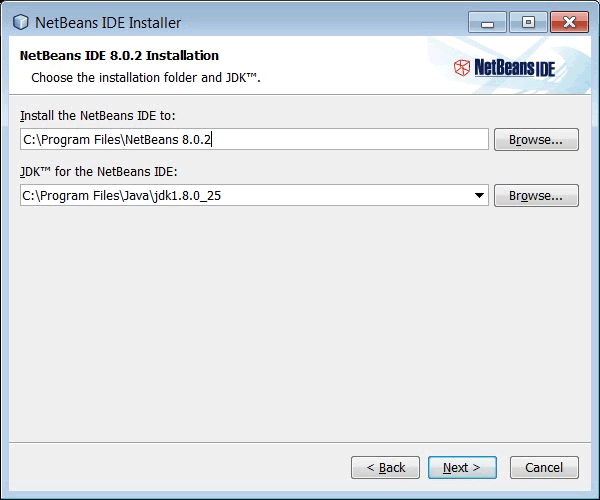 NetBeans IDE Installer
NetBeans IDE 8.0.2 Installation
Choose the installation folder and JDK™.
NetBeans IDE
Install the NetBeans IDE to:
C:\Program Files\NetBeans 8.0.2
Browse...
JDK™ for the NetBeans IDE:
C:\Program Files\Java\jdk1.8.0_25
Browse...
< Back
Next >
Cancel